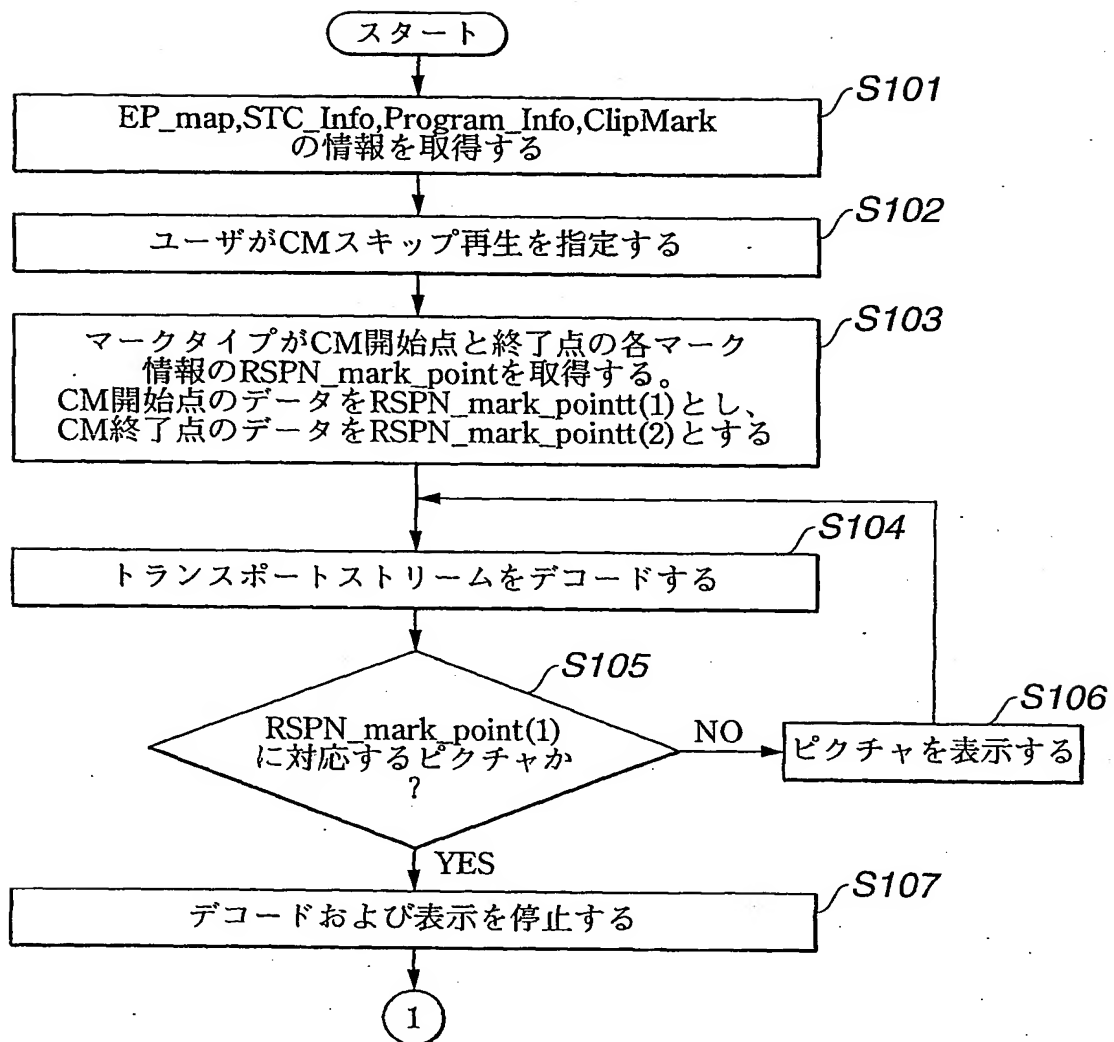 スタート
S101
EP_map,STC_Info,Program_Info,ClipMark
の情報を取得する
S102
ユーザがCMスキップ再生を指定する
S103
マークタイプがCM開始点と終了点の各マーク
情報のRSPN_mark_pointを取得する。
CM開始点のデータをRSPN_mark_pointt(1)とし、
CM終了点のデータをRSPN_mark_pointt(2)とする
S104
トランスポートストリームをデコードする
S105
RSPN_mark_point(1)
に対応するピクチャか
?
NO
S106
ピクチャを表示する
YES
S107
デコードおよび表示を停止する
1